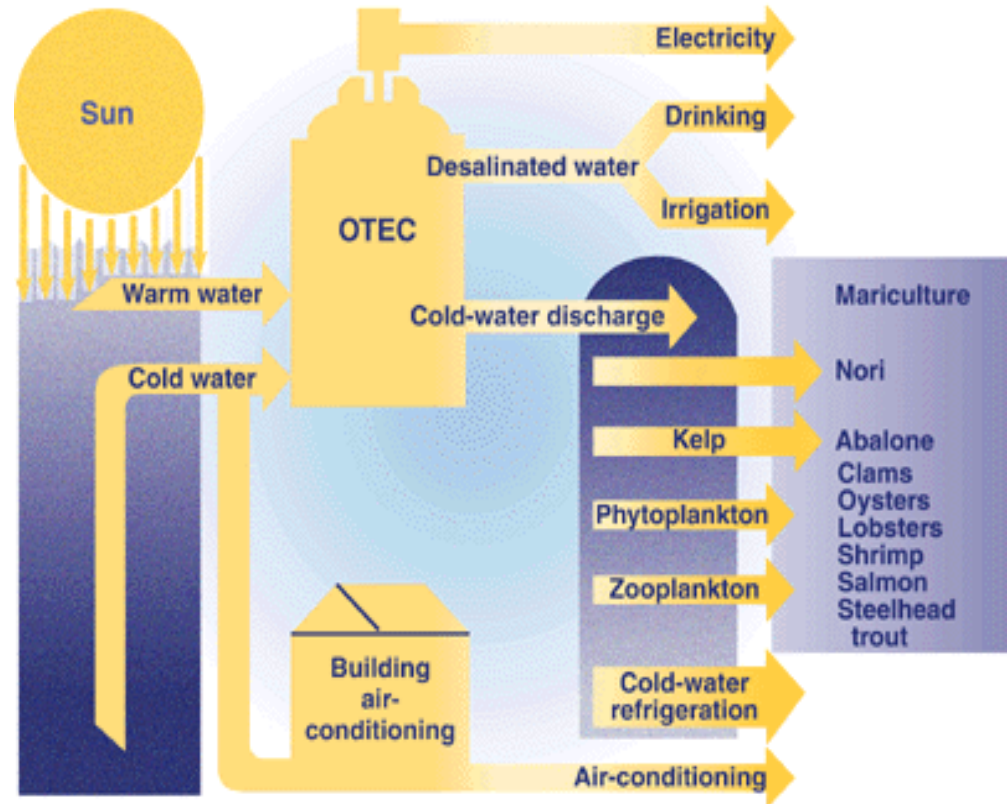 Sun
Electricity
Drinking
Desalinated water
Irrigation
OTEC
Warm water
Cold-water discharge
Cold water
Mariculture
Nori
Kelp
Abalone
Clams
Oysters
Lobsters
Shrimp
Salmon
Steelhead
trout
Phytoplankton
Zooplankton
Cold-water
refrigeration
Building
air-
conditioning
Air-conditioning